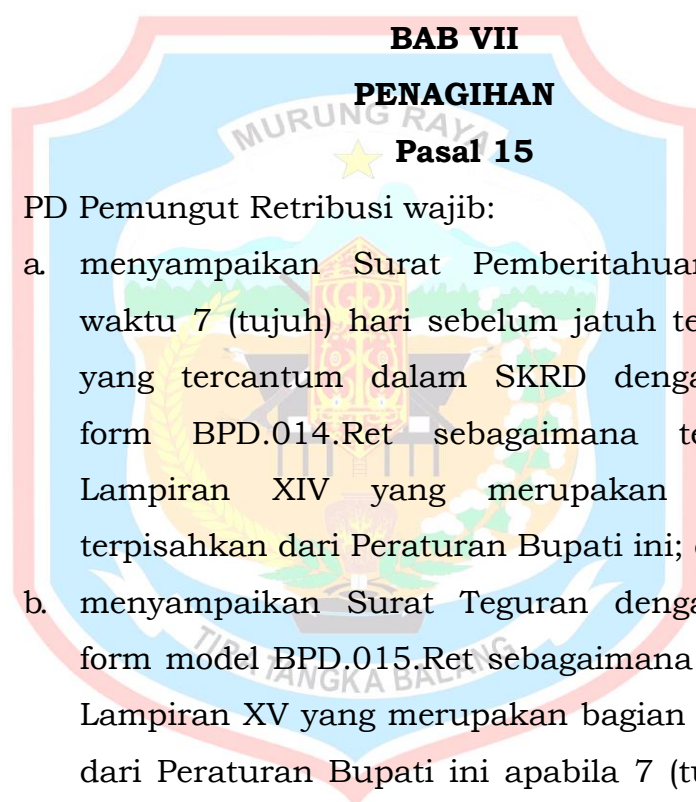 BAB VII
PENAGIHAN
MURUNG RAYA
Pasal 15
PD Pemungut Retribusi wajib:
a. menyampaikan Surat Pemberitahuan
waktu 7 (tujuh) hari sebelum jatuh te
yang tercantum dalam SKRD denga
form BPD.014.Ret sebagaimana te
Lampiran XIV yang merupakan
terpisahkan dari Peraturan Bupati ini;
b. menyampaikan Surat Teguran denga
form model BPD.015.Ret sebagaimana
TIRA TANGKA BALANG
Lampiran XV yang merupakan bagian
dari Peraturan Bupati ini apabila 7 (tu